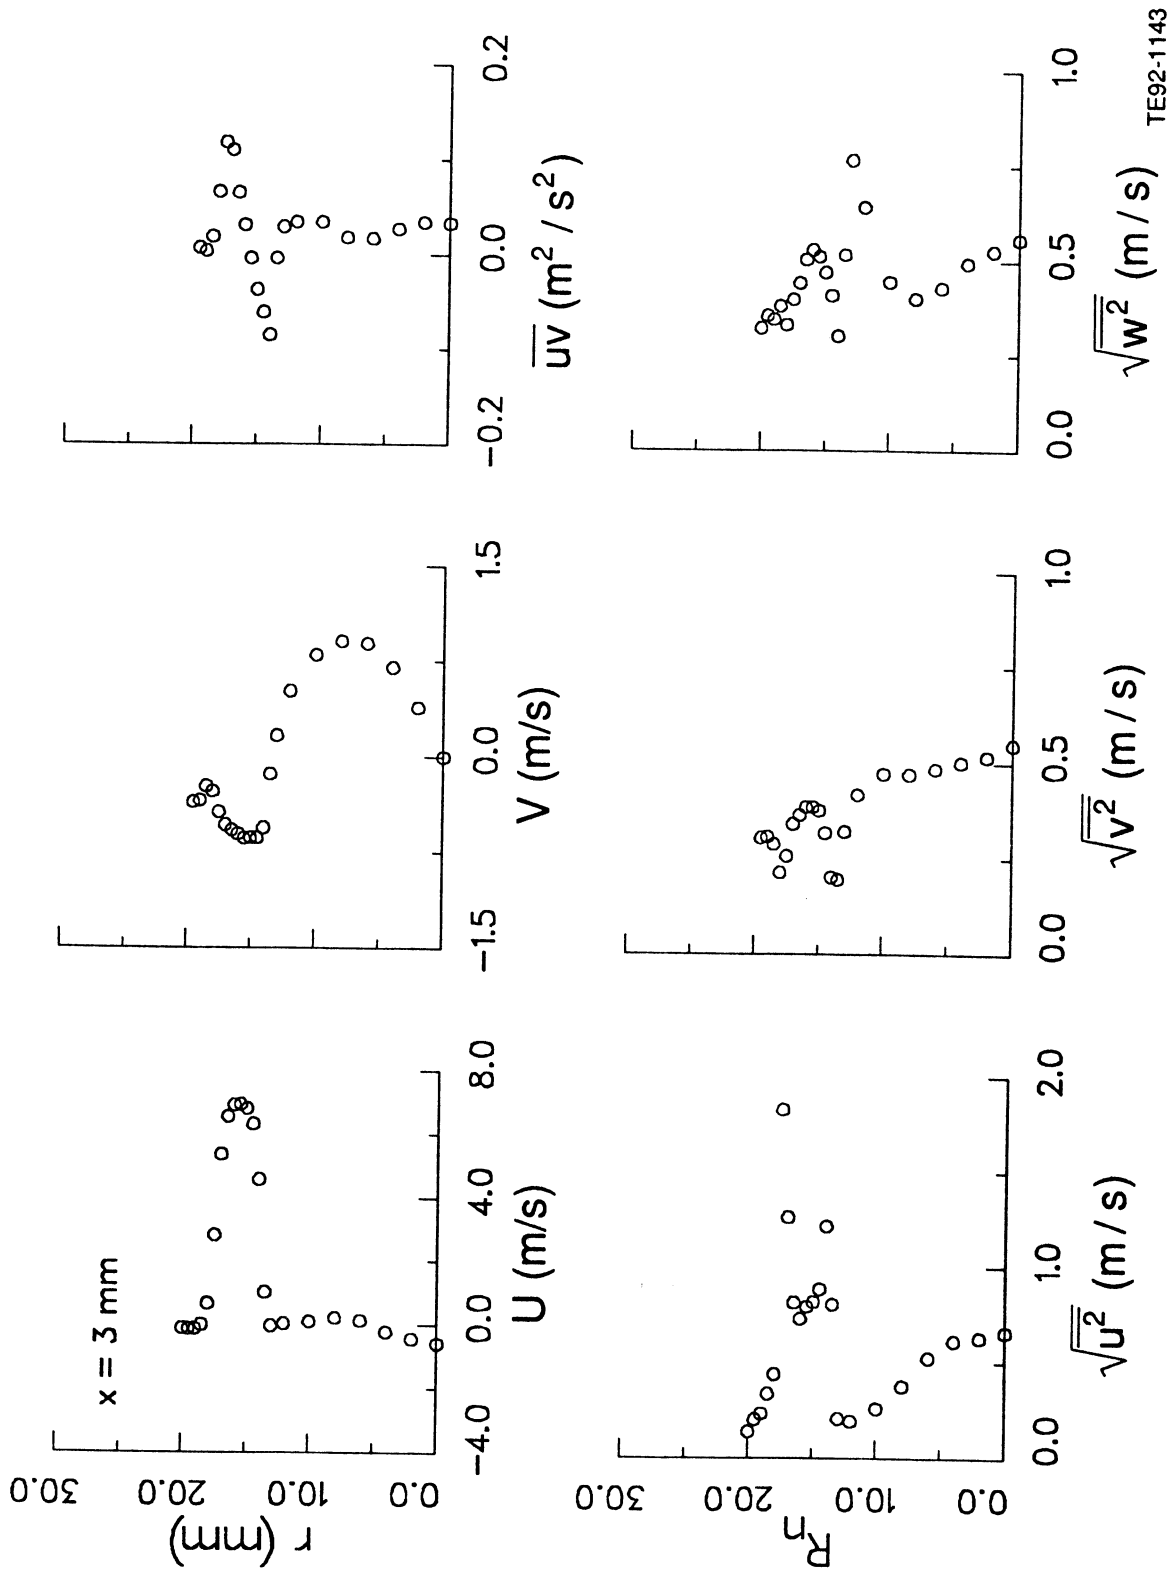 x = 3 mm
r (mm)
30.0
20.0
10.0
0.0
−4.0 0.0 4.0 8.0
U (m/s)
−1.5 0.0 1.5
V (m/s)
−0.2 0.0 0.2
uv (m² / s²)
Rn
30.0
20.0
10.0
0.0
0.0 1.0 2.0
√u² (m / s)
0.0 0.5 1.0
√v² (m / s)
0.0 0.5 1.0
√w² (m / s)
TE92-1143